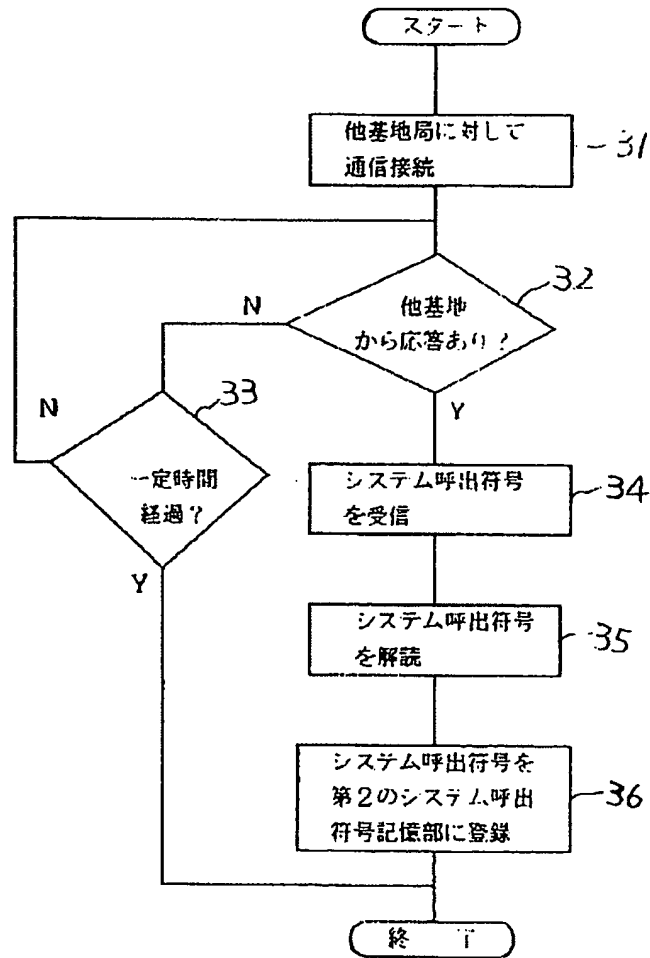 スタート
他基地局に対して
通信接続
31
32
他基地
から応答あり?
N
Y
33
N
一定時間
経過?
Y
システム呼出符号
を受信
34
システム呼出符号
を解読
35
システム呼出符号を
第2のシステム呼出
符号記憶部に登録
36
終 了